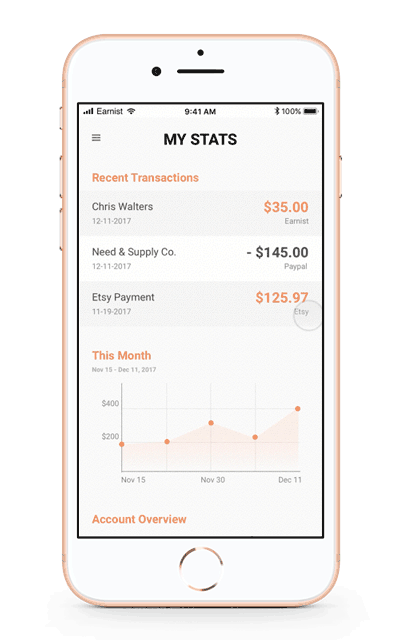 Earnist 9:41 AM 100%
MY STATS
Recent Transactions
Chris Walters $35.00
12-11-2017 Earnist
Need & Supply Co. - $145.00
12-11-2017 Paypal
Etsy Payment $125.97
11-19-2017 Etsy
This Month
Nov 15 - Dec 11, 2017
$400
$200
Nov 15 Nov 30 Dec 11
Account Overview